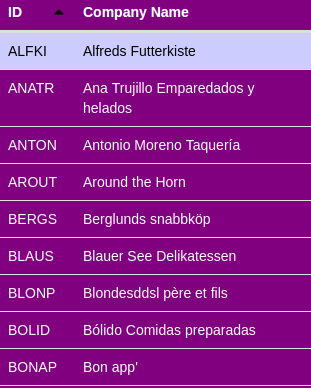 ID Company Name
ALFKI Alfreds Futterkiste
ANATR Ana Trujillo Emparedados y
helados
ANTON Antonio Moreno Taquería
AROUT Around the Horn
BERGS Berglunds snabbköp
BLAUS Blauer See Delikatessen
BLONP Blondesddsl père et fils
BOLID Bólido Comidas preparadas
BONAP Bon app'